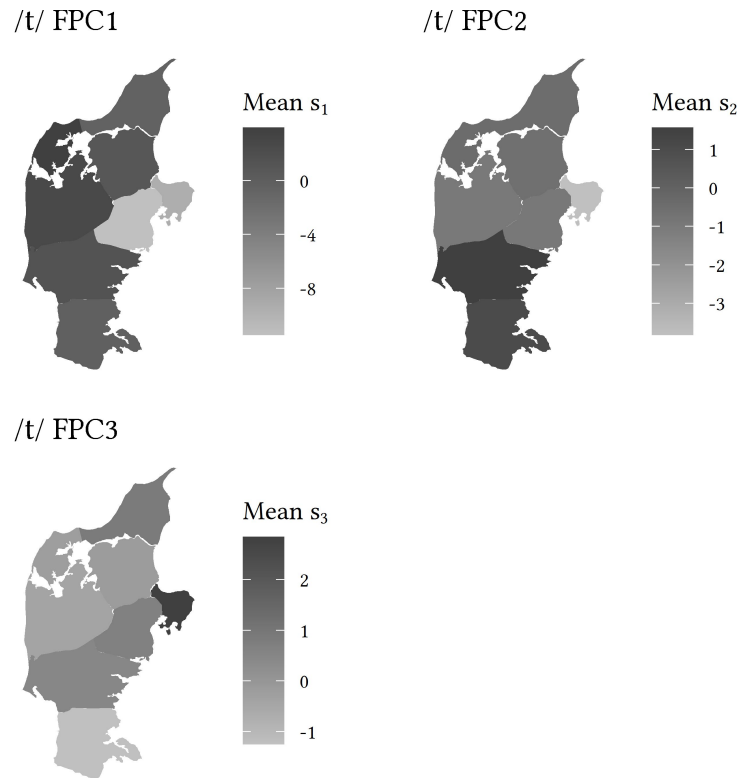 /t/ FPC1
/t/ FPC2
Mean s₁
0
-4
-8
Mean s₂
1
0
-1
-2
-3
/t/ FPC3
Mean s₃
2
1
0
-1